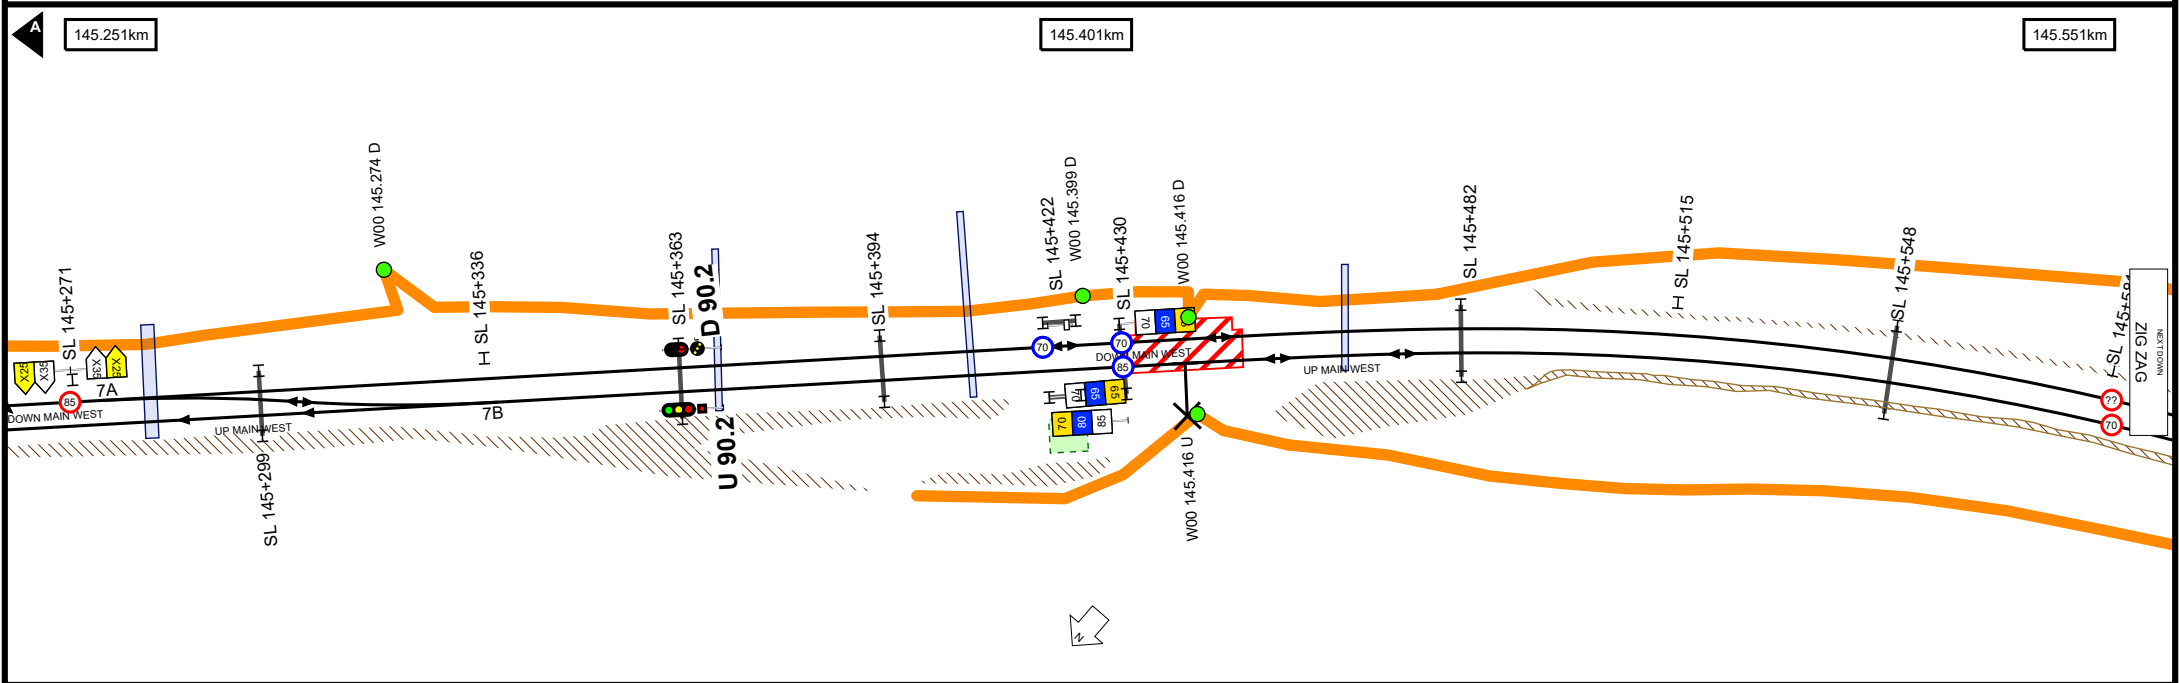 A
145.251km
145.401km
145.551km
W00 145.274 D
SL 145+271
SL 145+336
SL 145+363
D 90.2
SL 145+394
SL 145+422
W00 145.399 D
SL 145+430
W00 145.416 D
SL 145+482
SL 145+515
SL 145+548
ZIG ZAG
NEXT DOWN
X25
X35
X35
X25
7A
85
DOWN MAIN WEST
UP MAIN WEST
7B
SL 145+299
U 90.2
70
70
65
70
DOWN MAIN WEST
85
70
65
65
70
80
85
UP MAIN WEST
W00 145.416 U
??
70
N